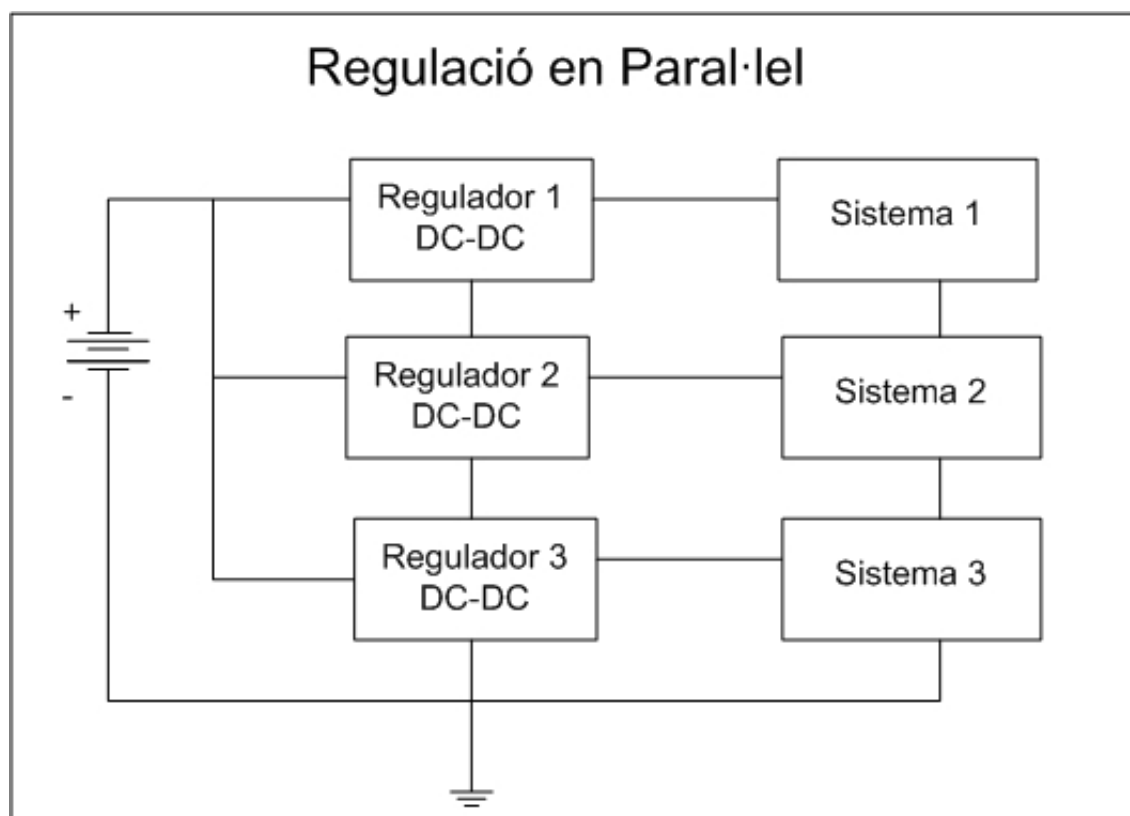 Regulació en Paral·lel
Regulador 1
DC-DC
Sistema 1
+
-
Regulador 2
DC-DC
Sistema 2
Regulador 3
DC-DC
Sistema 3